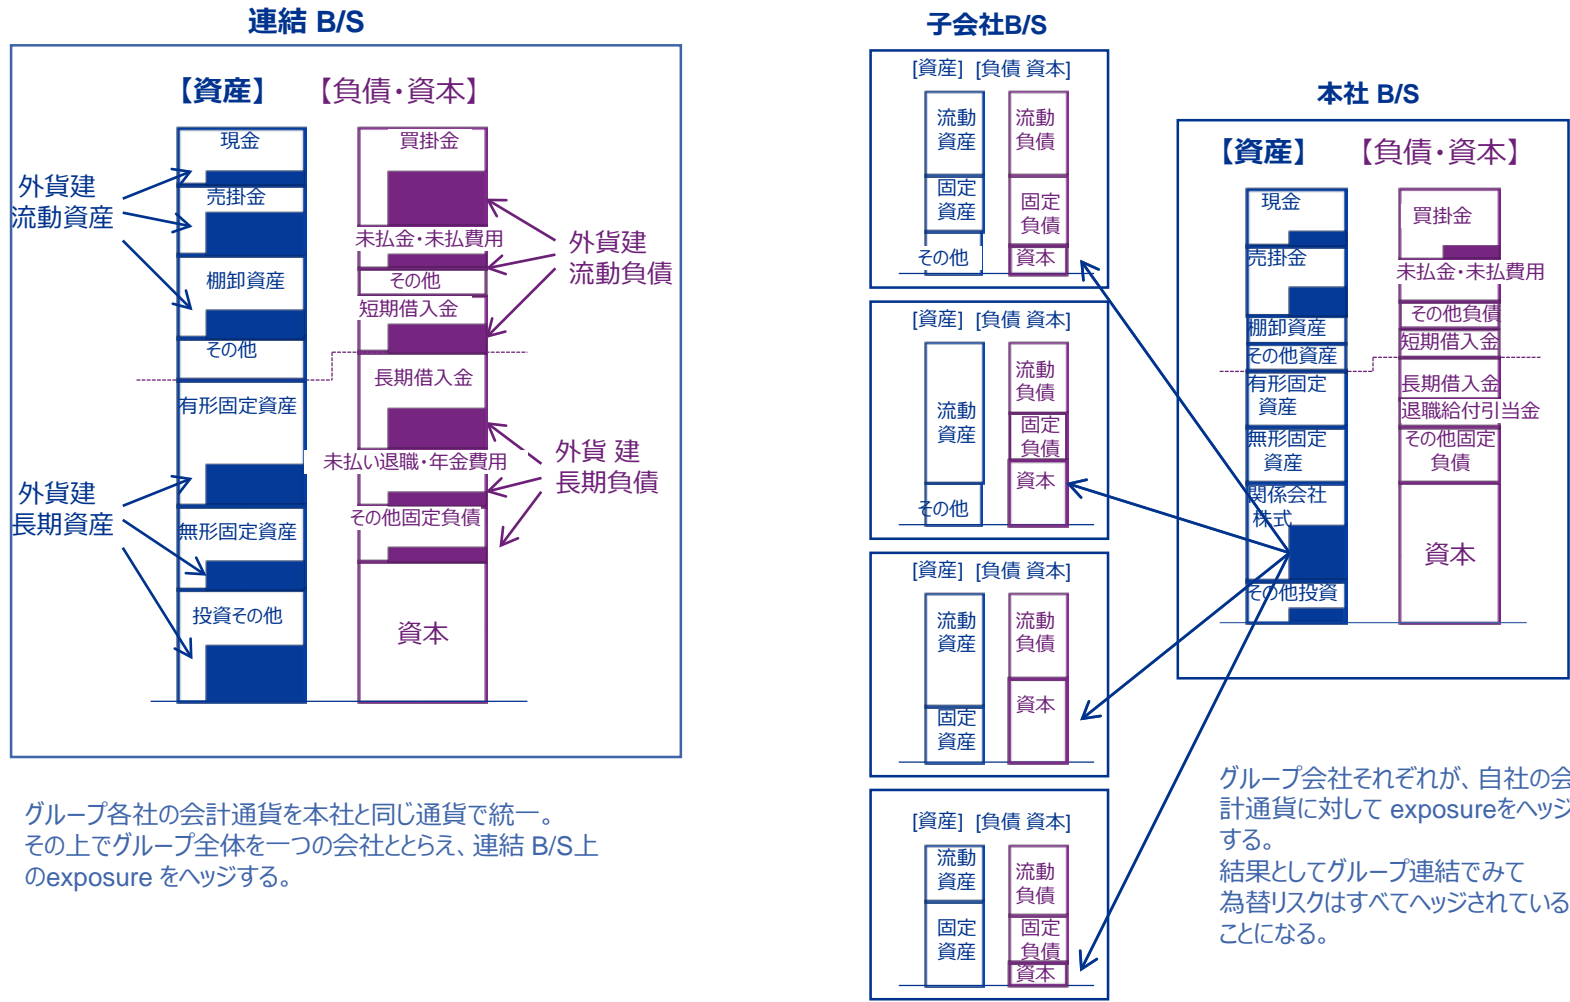 連結 B/S
【資産】 【負債・資本】
現金
売掛金
棚卸資産
その他
有形固定資産
無形固定資産
投資その他
買掛金
未払金・未払費用
その他
短期借入金
長期借入金
未払い退職・年金費用
その他固定負債
資本
外貨建
流動資産
外貨建
長期資産
外貨建
流動負債
外貨 建
長期負債
グループ各社の会計通貨を本社と同じ通貨で統一。
その上でグループ全体を一つの会社ととらえ、連結 B/S上
のexposure をヘッジする。
子会社B/S
[資産] [負債 資本]
流動
資産
固定
資産
その他
流動
負債
固定
負債
資本
[資産] [負債 資本]
流動
資産
その他
流動
負債
固定
負債
資本
[資産] [負債 資本]
流動
資産
固定
資産
流動
負債
資本
[資産] [負債 資本]
流動
資産
固定
資産
流動
負債
固定
負債
資本
本社 B/S
【資産】 【負債・資本】
現金
売掛金
棚卸資産
その他資産
有形固定
資産
無形固定
資産
関係会社
株式
その他投資
買掛金
未払金・未払費用
その他負債
短期借入金
長期借入金
退職給付引当金
その他固定
負債
資本
グループ会社それぞれが、自社の会
計通貨に対して exposureをヘッジ
する。
結果としてグループ連結でみて
為替リスクはすべてヘッジされている
ことになる。